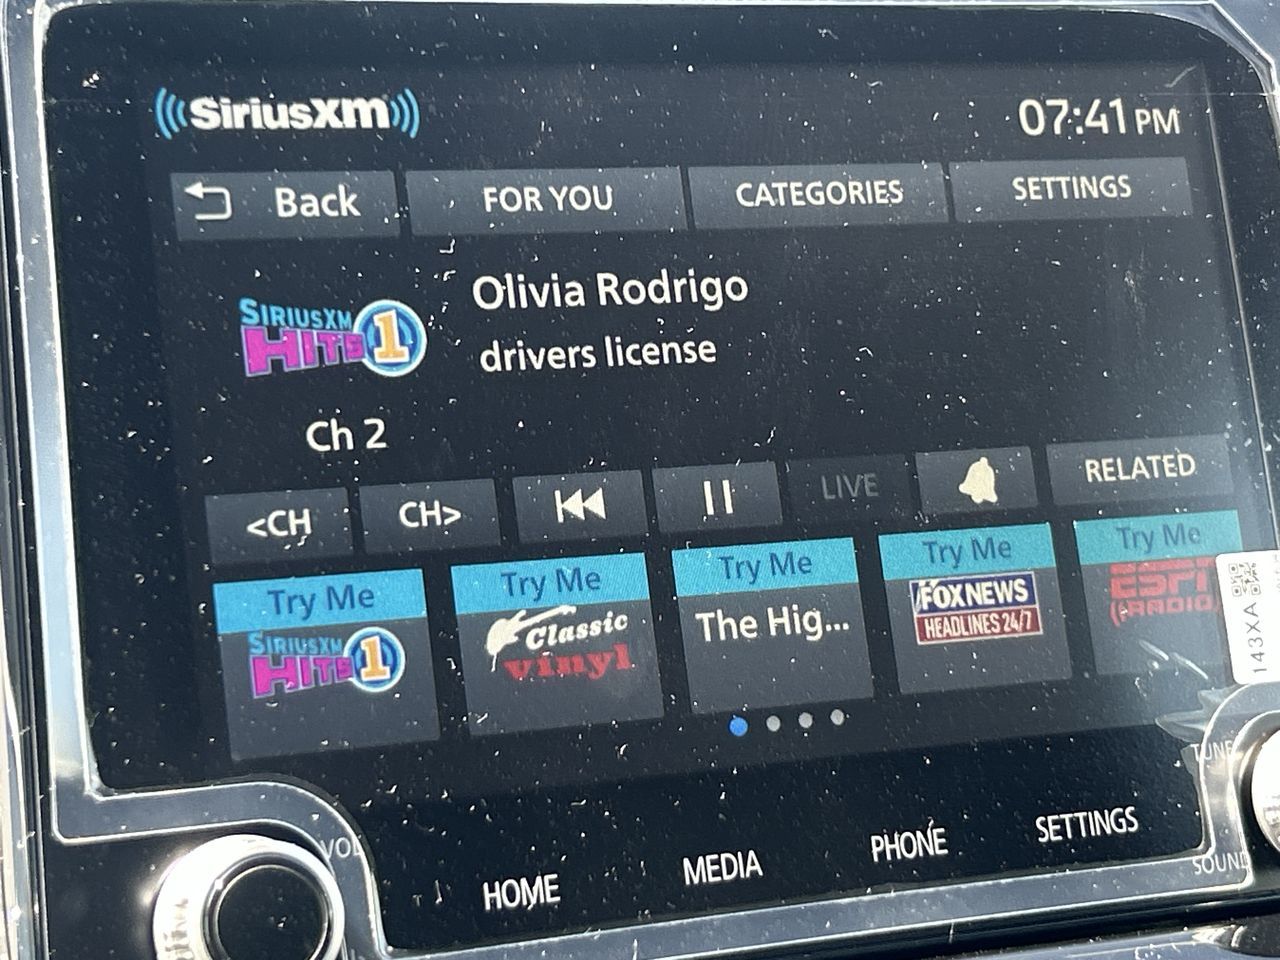 SiriusXM
07:41 PM
Back
FOR YOU
CATEGORIES
SETTINGS
SIRIUSXM
HITS 1
Olivia Rodrigo
drivers license
Ch 2
<CH
CH>
LIVE
RELATED
Try Me
SIRIUSXM
HITS 1
Try Me
Classic
vinyl
Try Me
The Hig...
Try Me
FOX NEWS
HEADLINES 24/7
Try Me
ESPN
RADIO
143XA
VOL
TUNE
SOUND
HOME
MEDIA
PHONE
SETTINGS